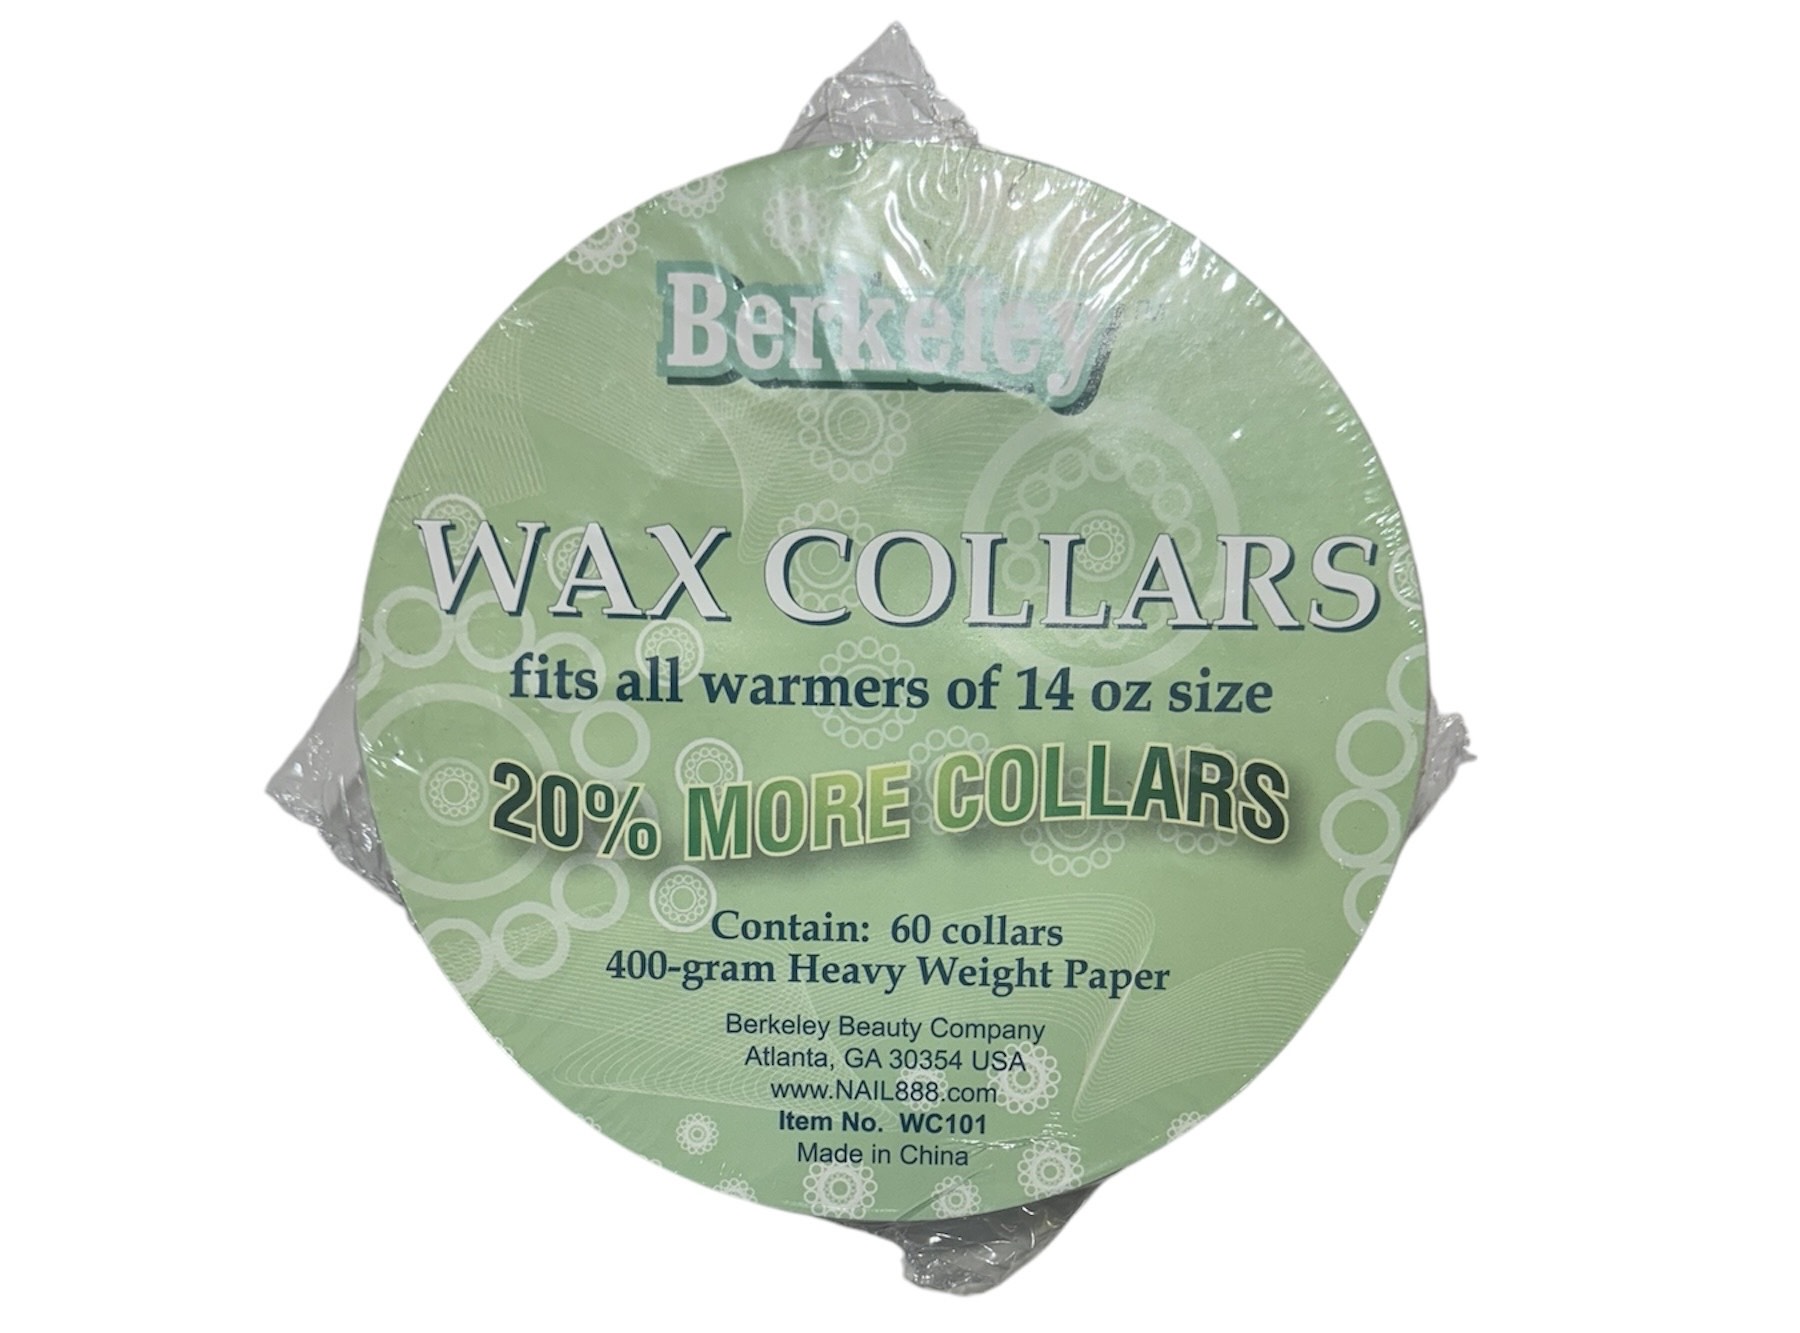 Berkeley™
WAX COLLARS
fits all warmers of 14 oz size
20% MORE COLLARS
Contain: 60 collars
400-gram Heavy Weight Paper
Berkeley Beauty Company
Atlanta, GA 30354 USA
www.NAIL888.com
Item No. WC101
Made in China